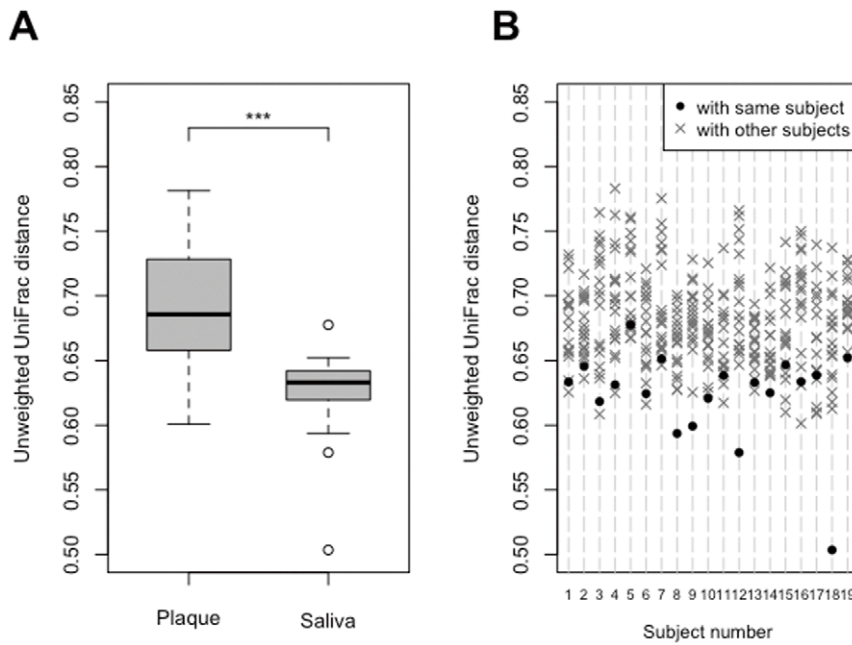 A
B
Unweighted UniFrac distance
0.85
0.80
0.75
0.70
0.65
0.60
0.55
0.50
***
Plaque
Saliva
Unweighted UniFrac distance
0.85
0.80
0.75
0.70
0.65
0.60
0.55
0.50
with same subject
with other subjects
1 2 3 4 5 6 7 8 9 10 11 12 13 14 15 16 17 18 19
Subject number